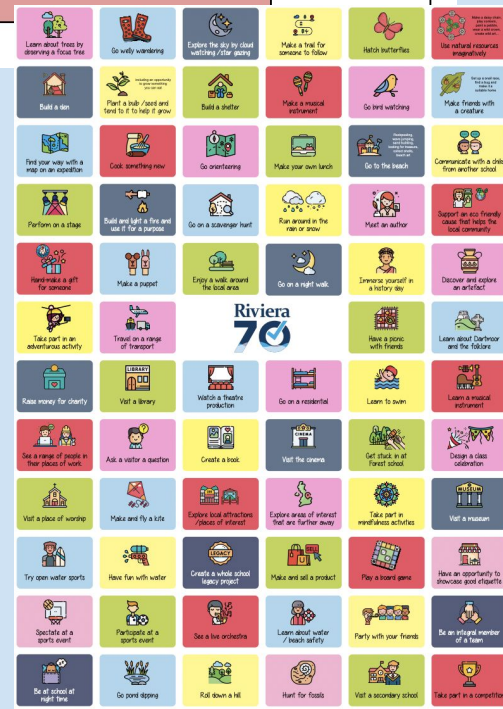 Learn about trees by
observing a focus tree
Go welly wandering
Explore the sky by cloud
watching /star gazing
Make a trail for
someone to follow
Hatch butterflies
Use natural resources
imaginatively
Build a den
Plant a bulb /seed and
tend to it to help it grow
Build a shelter
Make a musical
instrument
Go bird watching
Make friends with
a creature
Find your way with a
map on an expedition
Cook something new
Go orienteering
Make your own lunch
Go to the beach
Communicate with a child
from another school
Perform on a stage
Build and light a fire and
use it for a purpose
Go on a scavenger hunt
Run around in the
rain or snow
Meet an author
Support an eco friendly
cause that helps the
local community
Hand-make a gift
for someone
Make a puppet
Enjoy a walk around
the local area
Go on a night walk
Immerse yourself in
a history day
Discover and explore
an artefact
Take part in an
adventurous activity
Travel on a range
of transport
Riviera
70
Have a picnic
with friends
Learn about Dartmoor
and the folklore
Raise money for charity
LIBRARY
Visit a library
Watch a theatre
production
Go on a residential
Learn to swim
Learn a musical
instrument
See a range of people in
their places of work
Ask a visitor a question
Create a book
CINEMA
Visit the cinema
Get stuck in at
Forest school
Design a class
celebration
Visit a place of worship
Make and fly a kite
Explore local attractions
/places of interest
Explore areas of interest
that are further away
Take part in
mindfulness activities
MUSEUM
Visit a museum
Try open water sports
Have fun with water
LEGACY
Create a whole school
legacy project
SELL
Make and sell a product
Play a board game
Have an opportunity to
showcase good etiquette
Spectate at a
sports event
Participate at a
sports event
See a live orchestra
Learn about water
/ beach safety
Party with your friends
Be an integral member
of a team
Be at school at
night time
Go pond dipping
Roll down a hill
Hunt for fossils
Visit a secondary school
Take part in a competition